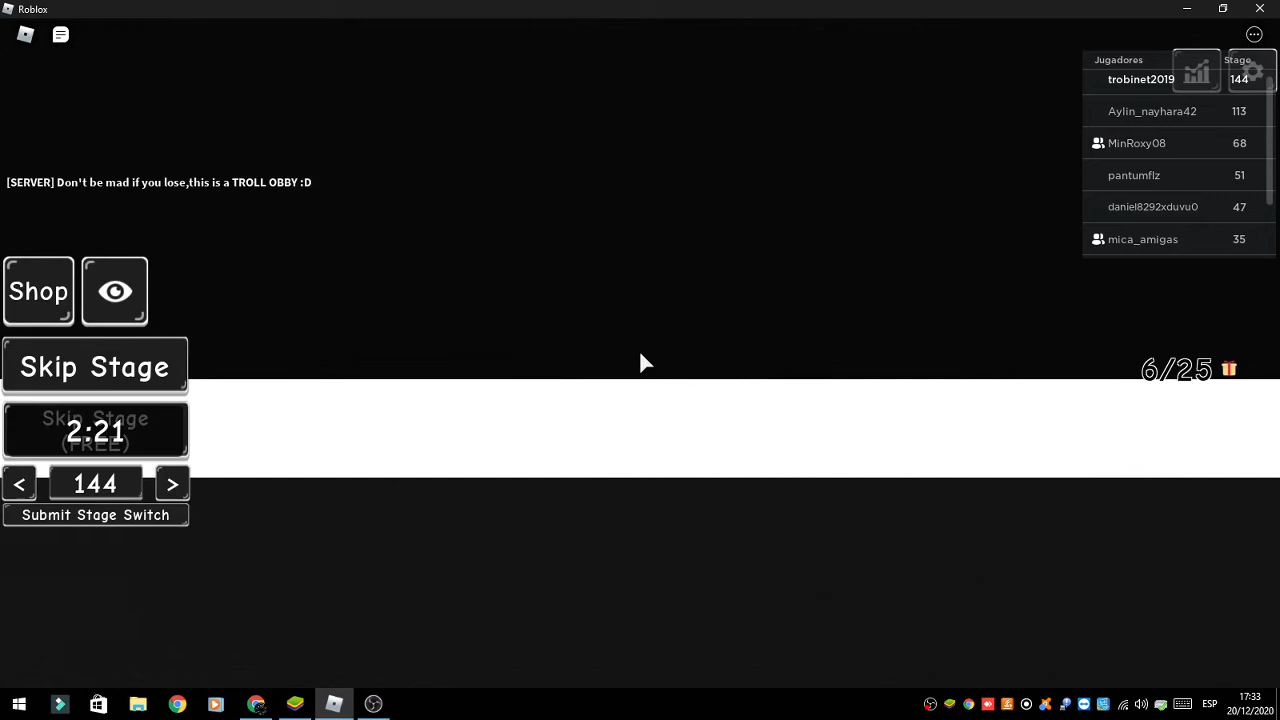 Roblox
Jugadores Stage
trobinet2019 144
Aylin_nayhara42 113
MinRoxy08 68
pantumflz 51
daniel8292xduvu0 47
mica_amigas 35
[SERVER] Don't be mad if you lose,this is a TROLL OBBY :D
Shop
Skip Stage
6/25
Skip Stage
(FREE)
2:21
< 144 >
Submit Stage Switch
ESP
17:33
20/12/2020